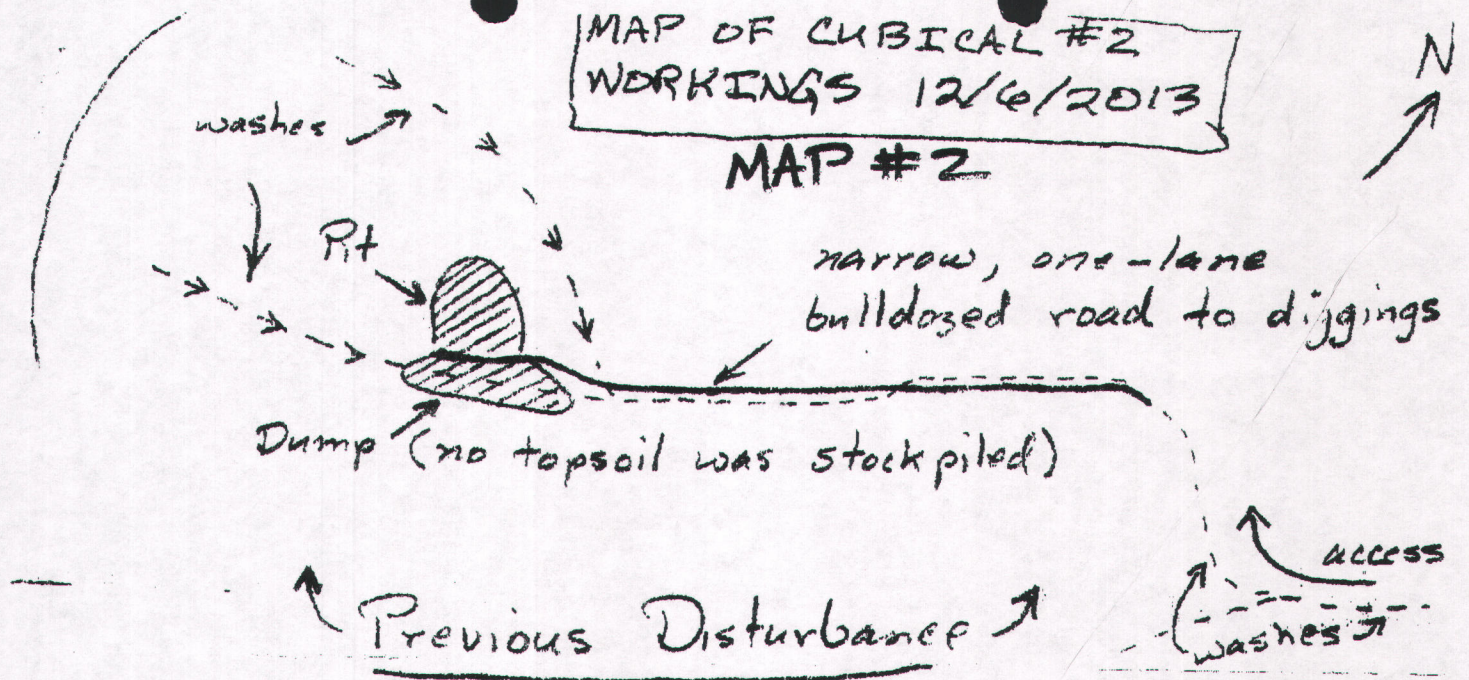 MAP OF CUBICAL #2
WORKINGS 12/6/2013
MAP #2
N
washes
Pit
narrow, one-lane
bulldozed road to diggings
Dump (no topsoil was stockpiled)
access
Previous Disturbance
washes